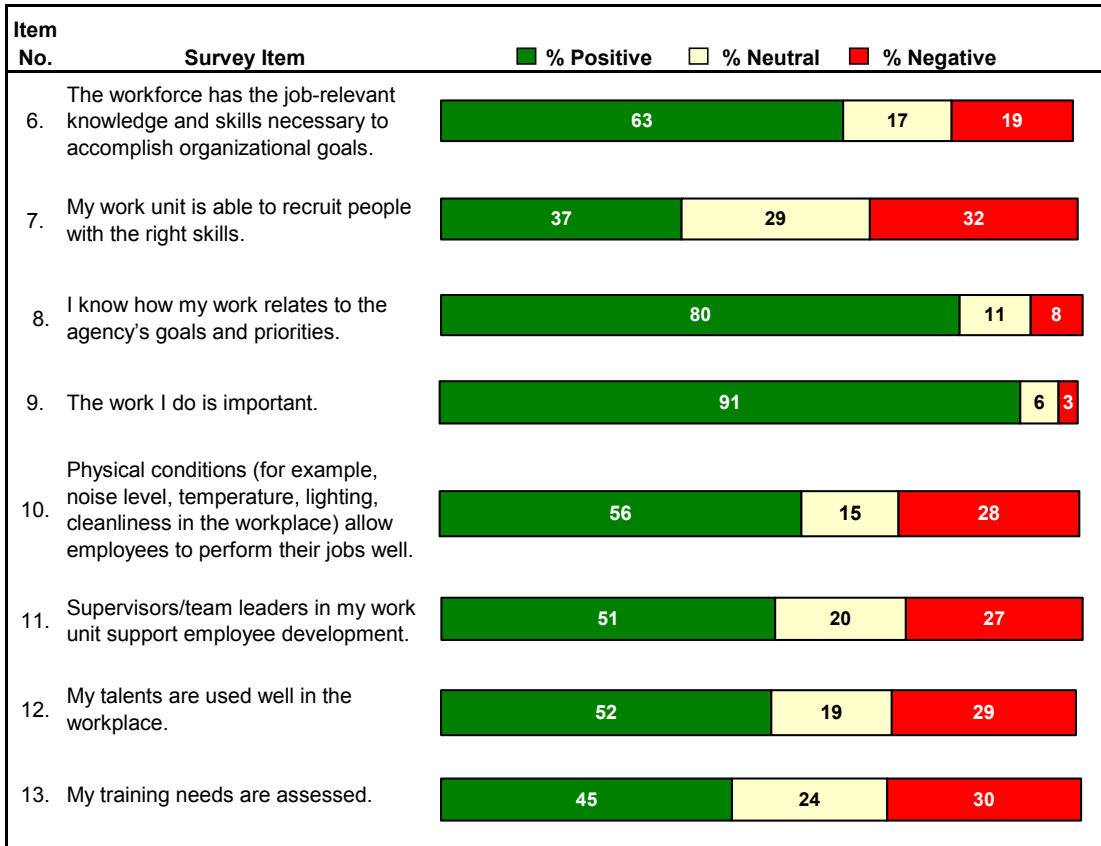 Item
No. Survey Item % Positive % Neutral % Negative
The workforce has the job-relevant
6. knowledge and skills necessary to 63 17 19
accomplish organizational goals.
7. My work unit is able to recruit people
with the right skills. 37 29 32
8. I know how my work relates to the
agency’s goals and priorities. 80 11 8
9. The work I do is important. 91 6 3
Physical conditions (for example,
noise level, temperature, lighting,
10. cleanliness in the workplace) allow 56 15 28
employees to perform their jobs well.
11. Supervisors/team leaders in my work
unit support employee development. 51 20 27
12. My talents are used well in the
workplace. 52 19 29
13. My training needs are assessed. 45 24 30